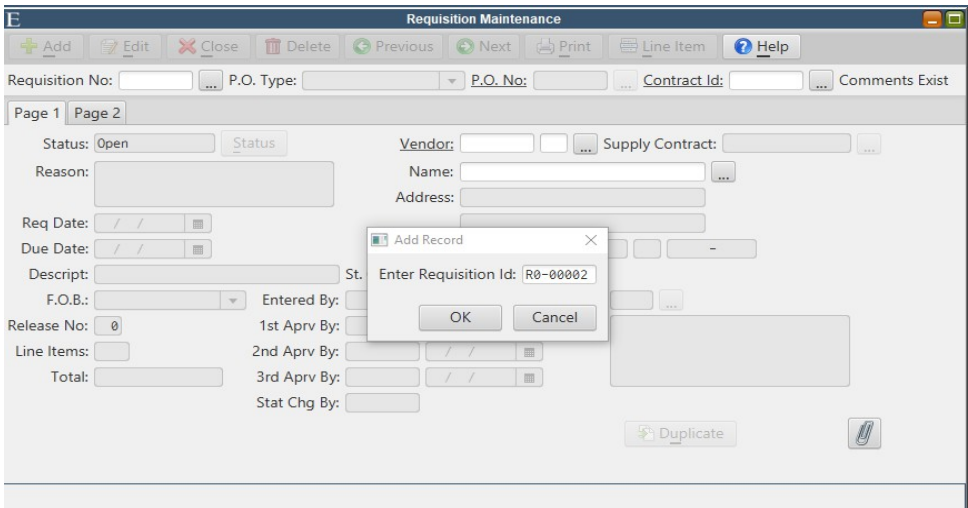 E Requisition Maintenance
Add Edit Close Delete Previous Next Print Line Item Help
Requisition No: ... P.O. Type: P.O. No: ... Contract Id: ... Comments Exist
Page 1 Page 2
Status: Open Status Vendor: ... Supply Contract: ...
Reason: Name: ...
Address:
Req Date: / /
Add Record
Due Date: / / -
Descript: St. Enter Requisition Id: R0-00002
F.O.B.: Entered By: ...
OK Cancel
Release No: 0 1st Aprv By:
Line Items: 2nd Aprv By: / /
Total: 3rd Aprv By: / /
Stat Chg By:
Duplicate